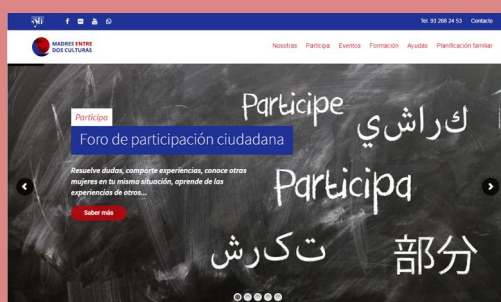 Tel. 93 268 24 53 Contacto
MADRES ENTRE
DOS CULTURAS
Nosotras Participa Eventos Formación Ayudas Planificación familiar
Participa
Foro de participación ciudadana
Resuelve dudas, comparte experiencias, conoce otras
mujeres en tu misma situación, aprende de las
experiencias de otros...
Saber más
Participe
كراشي
Participa
تكرش
部分